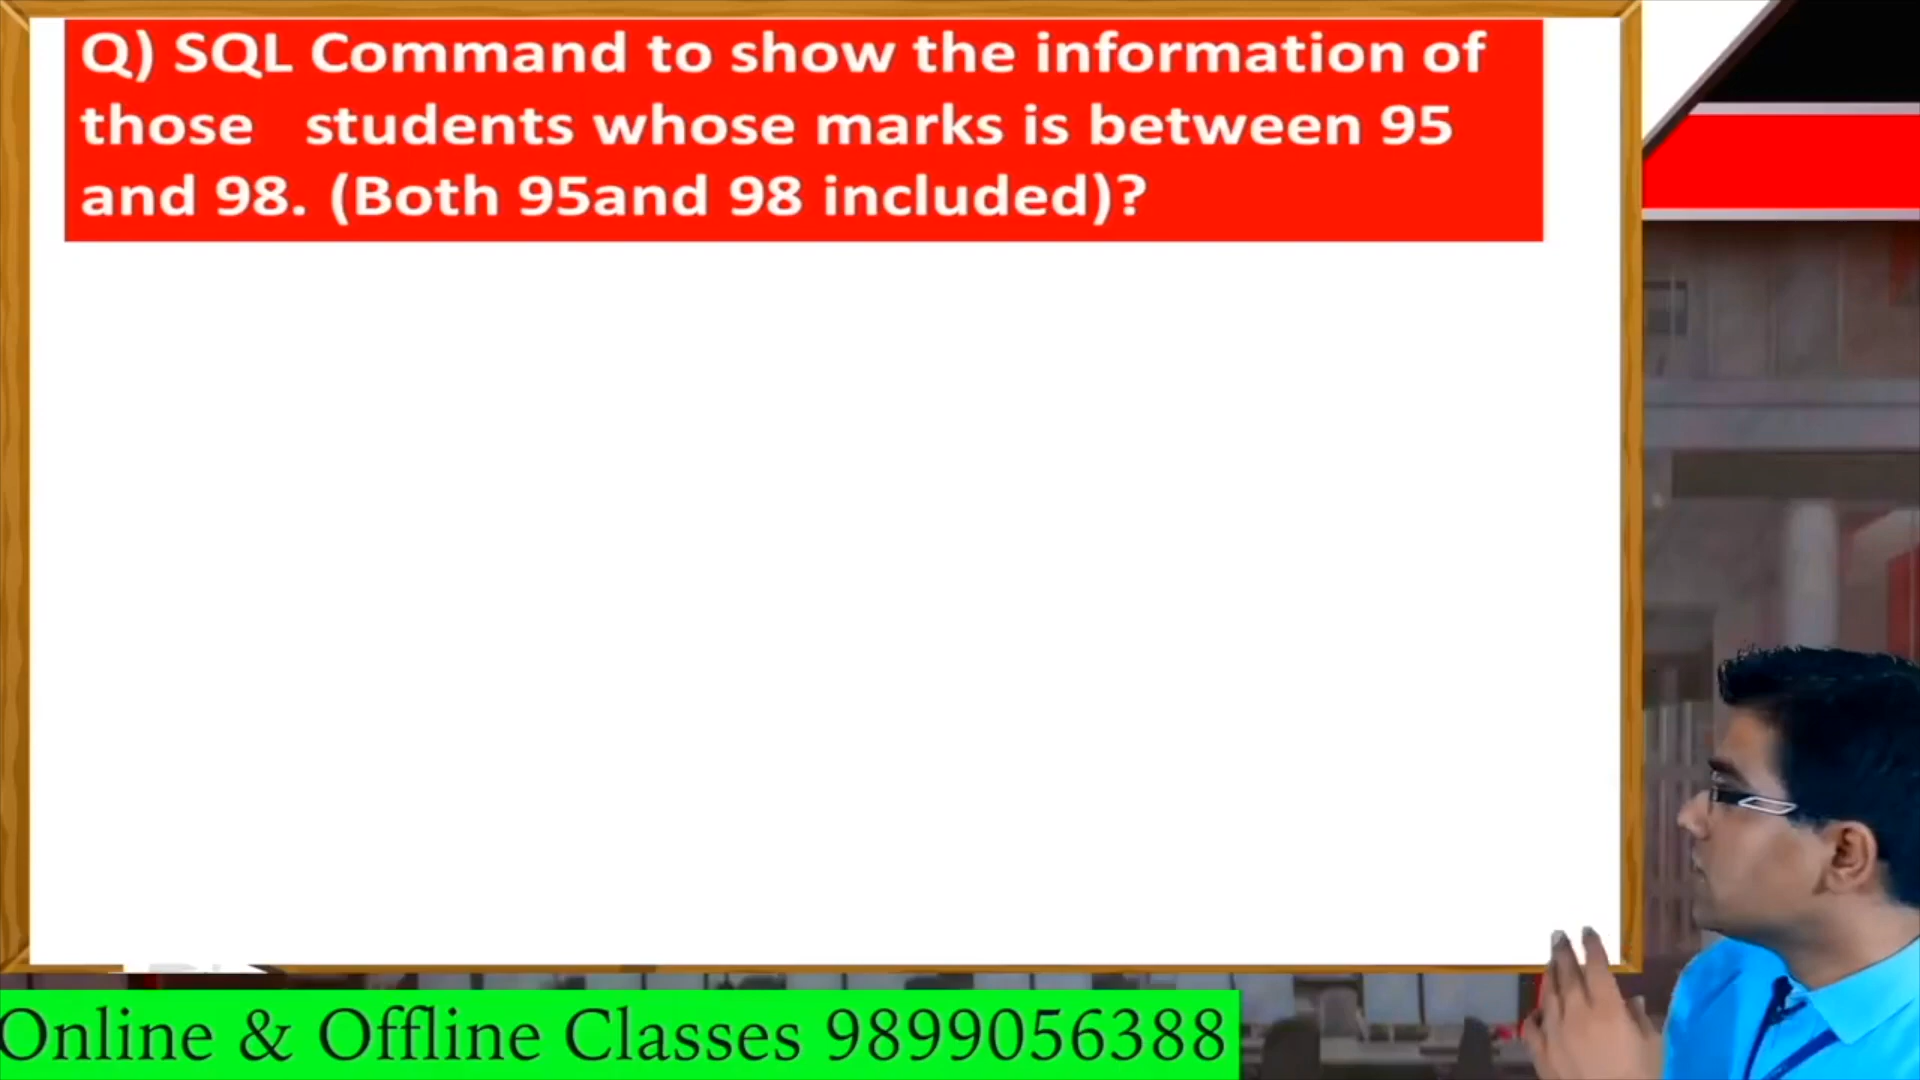 Q) SQL Command to show the information of
those students whose marks is between 95
and 98. (Both 95and 98 included)?
Online & Offline Classes 9899056388